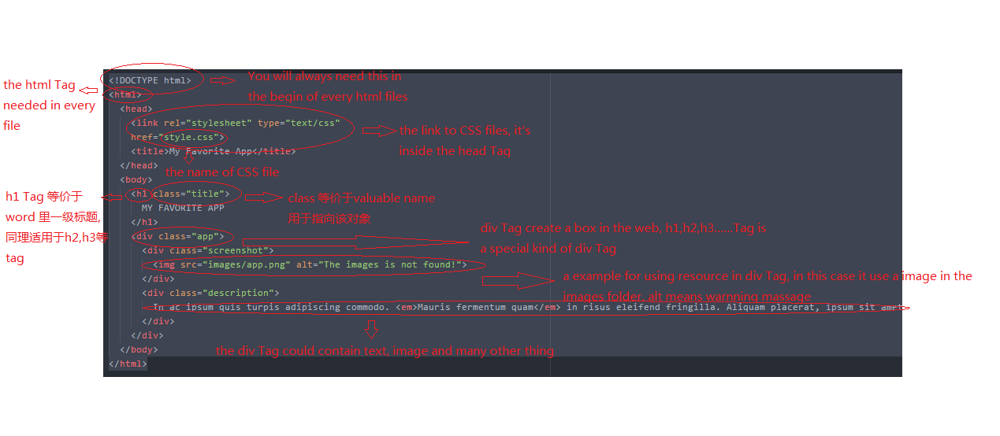 <!DOCTYPE html>
You will always need this in
the begin of every html files
the html Tag
needed in every
file
<html>
<head>
<link rel="stylesheet" type="text/css"
href="style.css">
the link to CSS files, it's
inside the head Tag
<title>My Favorite App</title>
</head>
the name of CSS file
<body>
h1 Tag 等价于
word 里一级标题,
同理适用于h2,h3等
tag
<h1 class="title">
class 等价于valuable name
用于指向该对象
MY FAVORITE APP
</h1>
<div class="app">
div Tag create a box in the web, h1,h2,h3......Tag is
a special kind of div Tag
<div class="screenshot">
<img src="images/app.png" alt="The images is not found!">
</div>
a example for using resource in div Tag, in this case it use a image in the
images folder. alt means warnning massage
<div class="description">
In ac ipsum quis turpis adipiscing commodo. <em>Mauris fermentum quam</em> in risus eleifend fringilla. Aliquam placerat, ipsum sit amet
</div>
</div>
</body>
the div Tag could contain text, image and many other thing
</html>